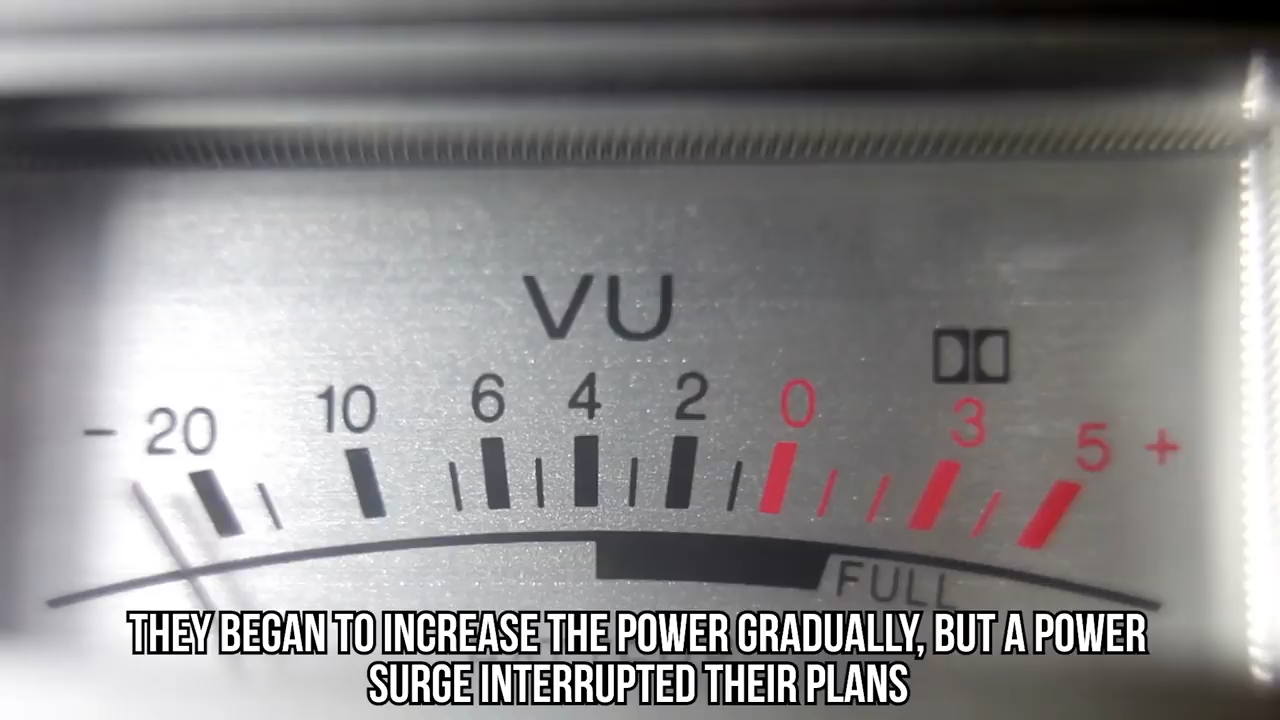 VU
- 20 10 6 4 2 0 3 5 +
FULL
THEY BEGAN TO INCREASE THE POWER GRADUALLY, BUT A POWER
SURGE INTERRUPTED THEIR PLANS